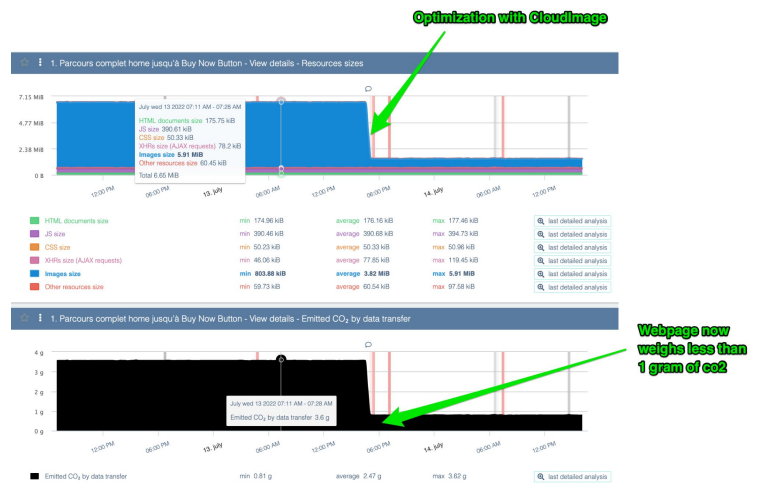 Optimization with CloudImage
1. Parcours complet home jusqu'à Buy Now Button - View details - Resources sizes
7.15 MiB
4.77 MiB
2.38 MiB
0 B
July wed 13 2022 07:11 AM - 07:28 AM
HTML documents size 175.75 kiB
JS size 390.61 kiB
CSS size 50.33 kiB
XHRs size (AJAX requests) 78.2 kiB
Images size 5.91 MiB
Other resources size 60.45 kiB
Total 6.65 MiB
12:00 PM 06:00 PM 13. july 06:00 AM 12:00 PM 06:00 PM 14. july 06:00 AM 12:00 PM
HTML documents size min 174.96 kiB average 176.16 kiB max 177.46 kiB last detailed analysis
JS size min 390.46 kiB average 390.68 kiB max 394.73 kiB last detailed analysis
CSS size min 50.23 kiB average 50.33 kiB max 50.96 kiB last detailed analysis
XHRs size (AJAX requests) min 46.06 kiB average 77.85 kiB max 119.45 kiB last detailed analysis
Images size min 803.88 kiB average 3.82 MiB max 5.91 MiB last detailed analysis
Other resources size min 59.73 kiB average 60.54 kiB max 97.58 kiB last detailed analysis
1. Parcours complet home jusqu'à Buy Now Button - View details - Emitted CO₂ by data transfer
Webpage now
weighs less than
1 gram of co2
4 g
3 g
2 g
1 g
0 g
July wed 13 2022 07:11 AM - 07:28 AM
Emitted CO₂ by data transfer 3.6 g
12:00 PM 06:00 PM 13. july 06:00 AM 12:00 PM 06:00 PM 14. july 06:00 AM 12:00 PM
Emitted CO₂ by data transfer min 0.81 g average 2.47 g max 3.62 g last detailed analysis